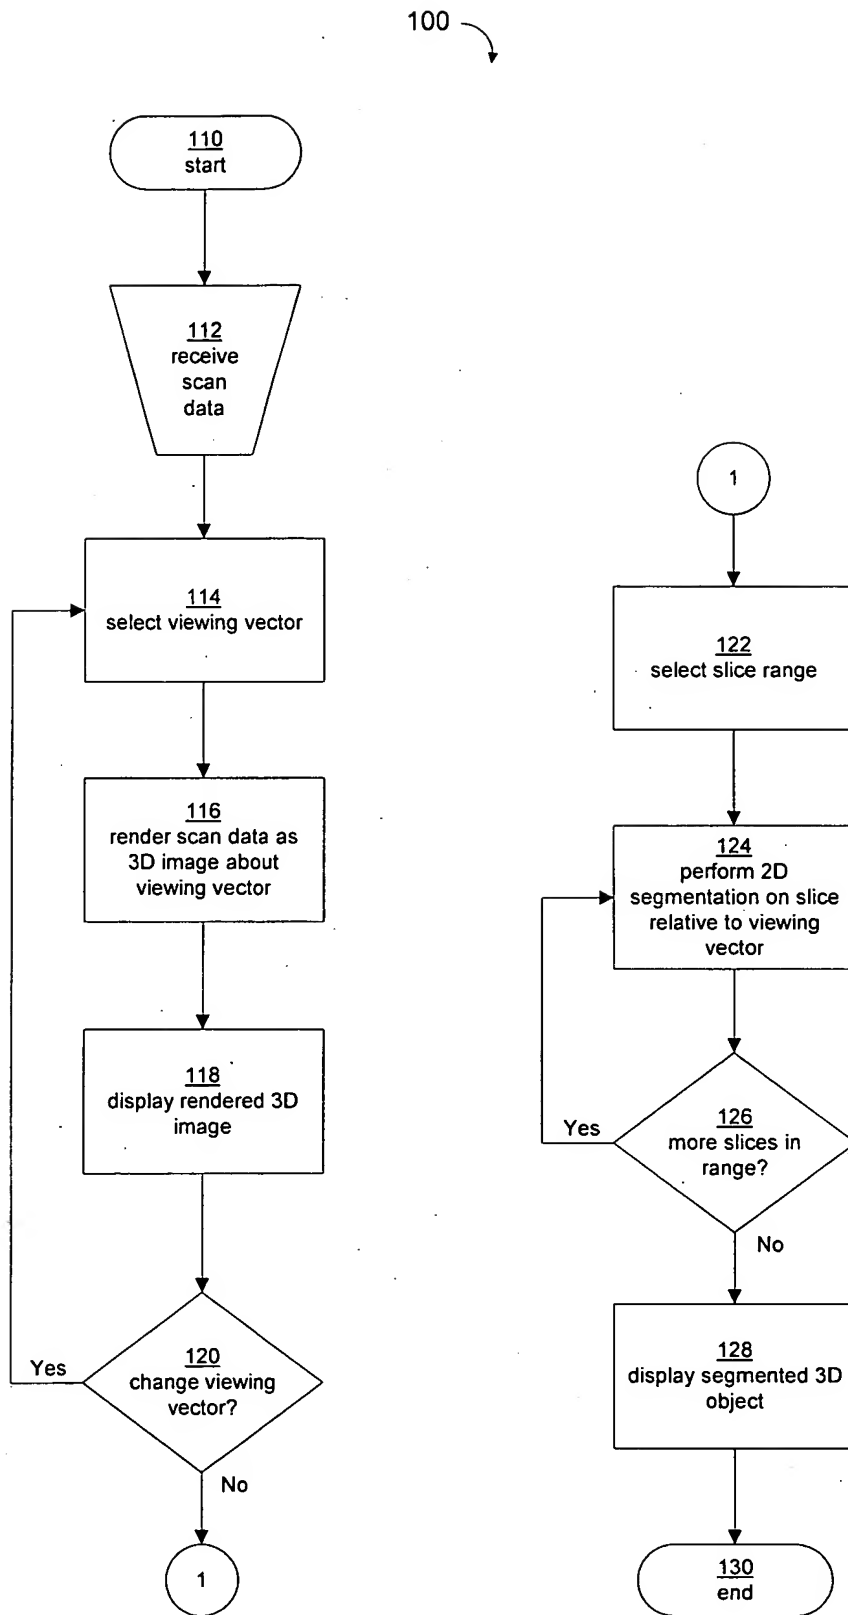 100
110
start
112
receive
scan
data
114
select viewing vector
116
render scan data as
3D image about
viewing vector
118
display rendered 3D
image
Yes
120
change viewing
vector?
No
1
1
122
select slice range
124
perform 2D
segmentation on slice
relative to viewing
vector
Yes
126
more slices in
range?
No
128
display segmented 3D
object
130
end